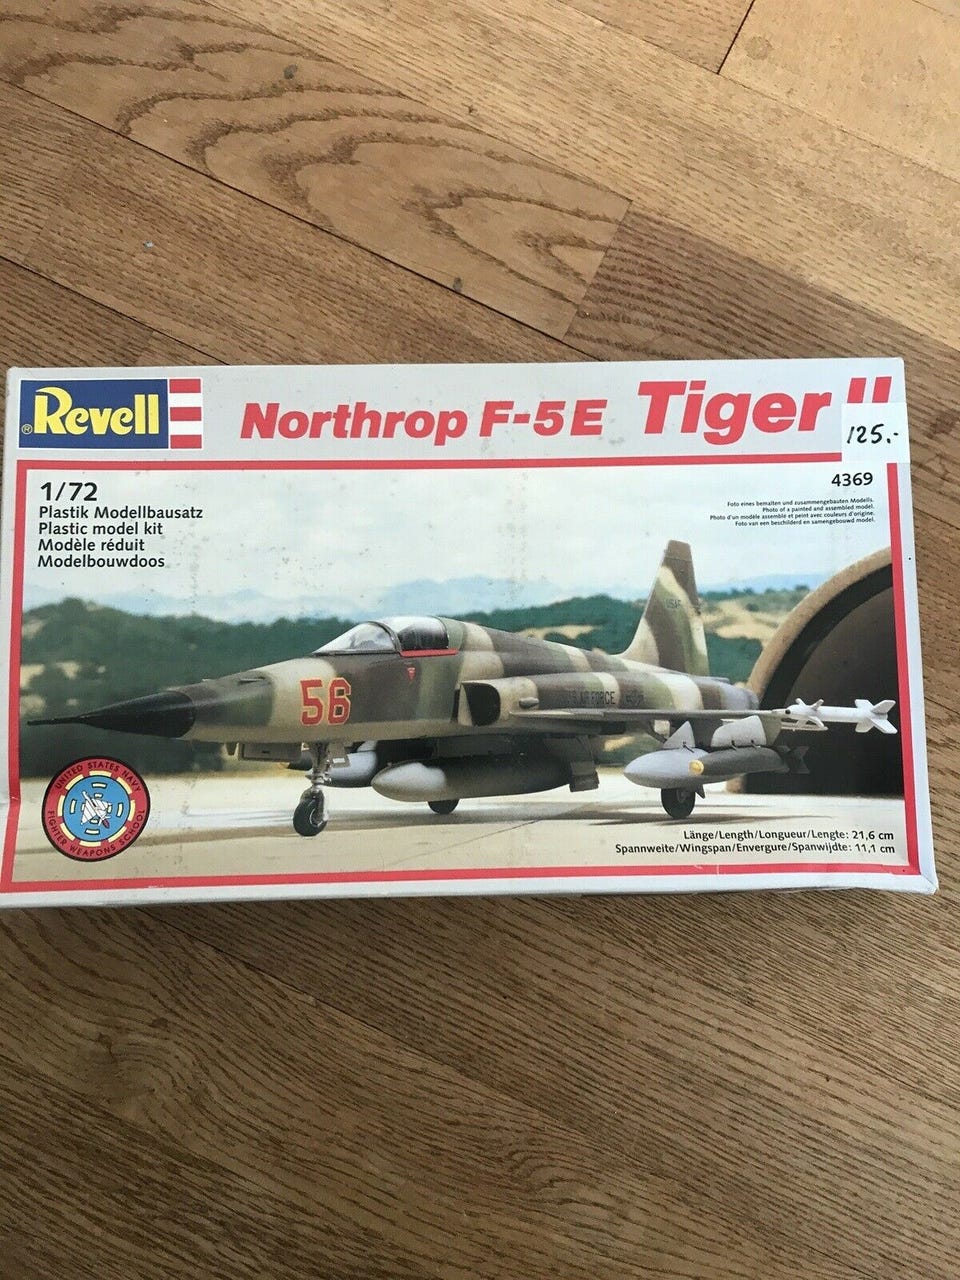 Revell
®
Northrop F-5E Tiger II
125.-
1/72
Plastik Modellbausatz
Plastic model kit
Modèle réduit
Modelbouwdoos
4369
Foto eines bemalten und zusammengebauten Modells.
Photo of a painted and assembled model.
Photo d'un modèle assemblé et peint avec couleurs d'origine.
Foto van een beschilderd en samengebouwd model.
USAF
56
U.S. AIR FORCE
UNITED STATES NAVY
FIGHTER WEAPONS SCHOOL
Länge/Length/Longueur/Lengte: 21,6 cm
Spannweite/Wingspan/Envergure/Spanwijdte: 11,1 cm